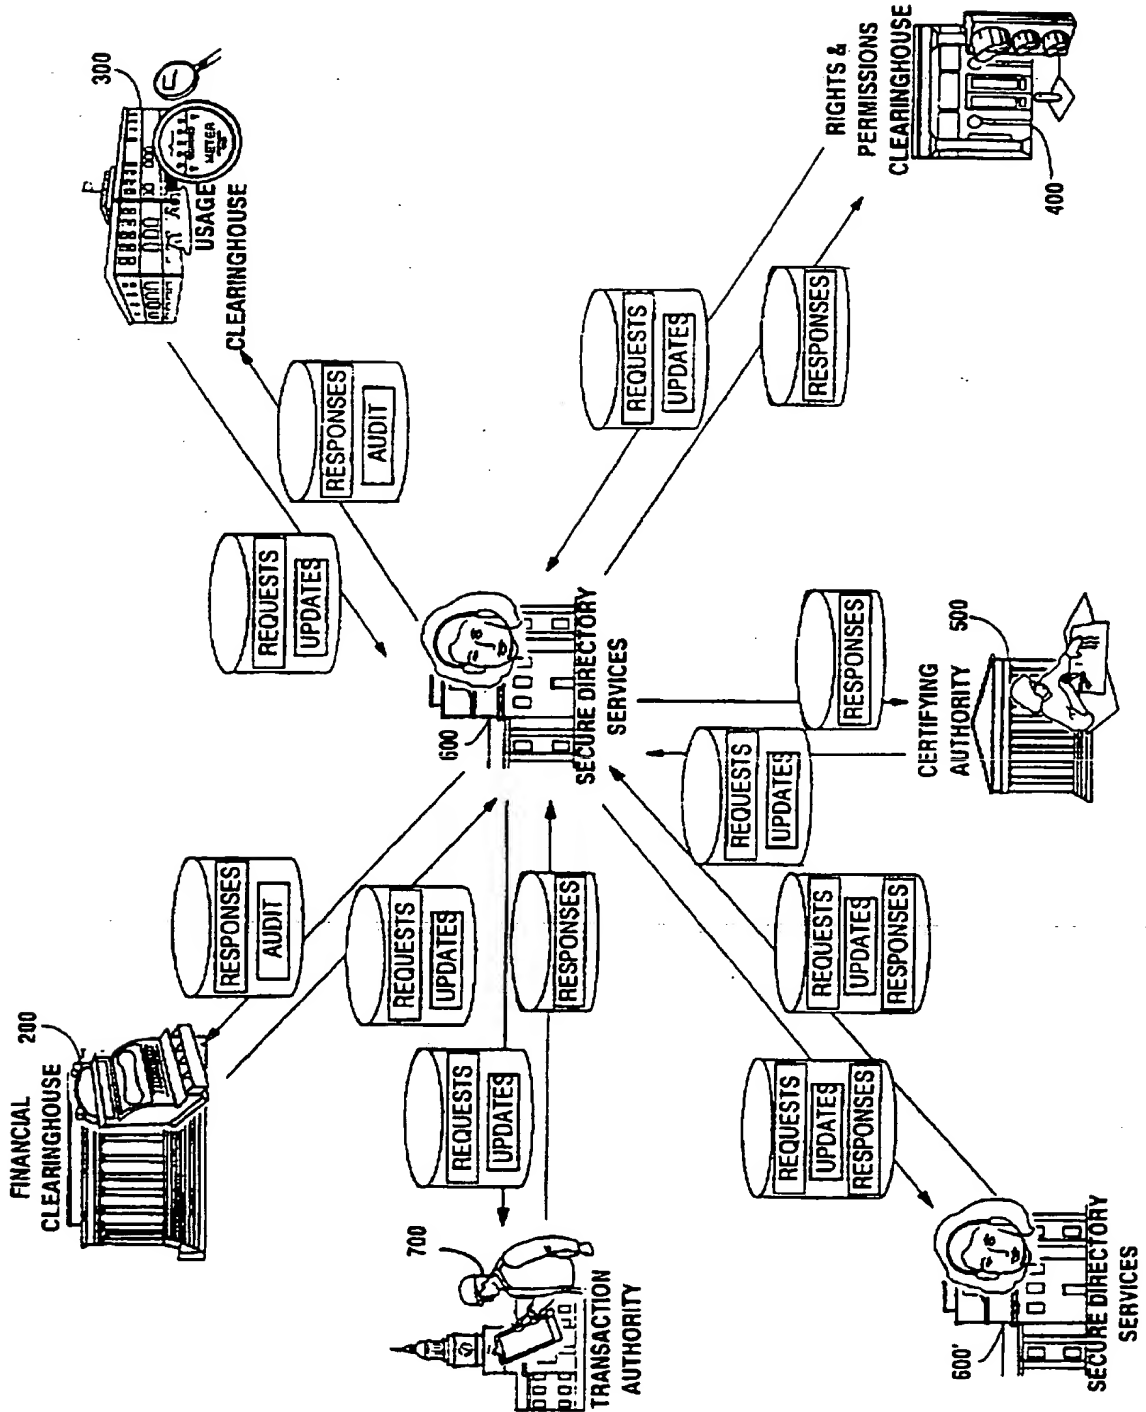 FINANCIAL
CLEARINGHOUSE
200
300
METER
USAGE
CLEARINGHOUSE
RESPONSES
AUDIT
REQUESTS
UPDATES
RESPONSES
AUDIT
REQUESTS
UPDATES
700
TRANSACTION
AUTHORITY
REQUESTS
UPDATES
RESPONSES
600
SECURE DIRECTORY
SERVICES
REQUESTS
UPDATES
RESPONSES
RIGHTS &
PERMISSIONS
CLEARINGHOUSE
400
REQUESTS
UPDATES
RESPONSES
REQUESTS
UPDATES
RESPONSES
REQUESTS
UPDATES
RESPONSES
CERTIFYING
AUTHORITY
500
600'
SECURE DIRECTORY
SERVICES